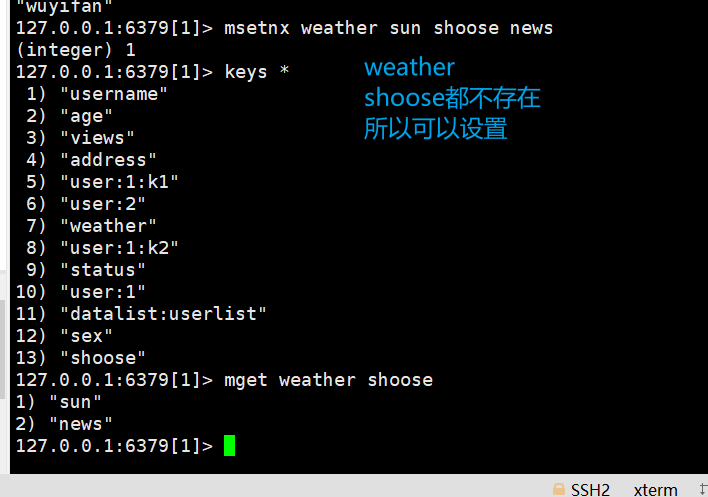 "wuyifan"
127.0.0.1:6379[1]> msetnx weather sun shoose news
(integer) 1
127.0.0.1:6379[1]> keys *
1) "username"
2) "age"
3) "views"
4) "address"
5) "user:1:k1"
6) "user:2"
7) "weather"
8) "user:1:k2"
9) "status"
10) "user:1"
11) "datalist:userlist"
12) "sex"
13) "shoose"
weather
shoose都不存在
所以可以设置
127.0.0.1:6379[1]> mget weather shoose
1) "sun"
2) "news"
127.0.0.1:6379[1]>
SSH2 xterm